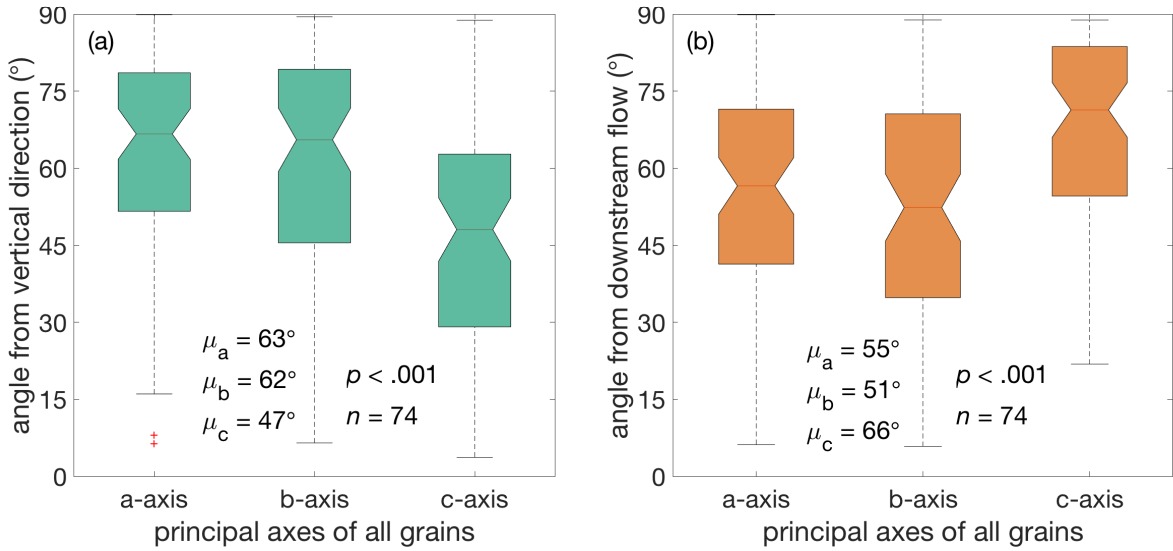 (a)
angle from vertical direction (°)
90
75
60
45
30
15
0
μa = 63°
μb = 62°
μc = 47°
p < .001
n = 74
a-axis
b-axis
c-axis
principal axes of all grains
(b)
angle from downstream flow (°)
90
75
60
45
30
15
0
μa = 55°
μb = 51°
μc = 66°
p < .001
n = 74
a-axis
b-axis
c-axis
principal axes of all grains